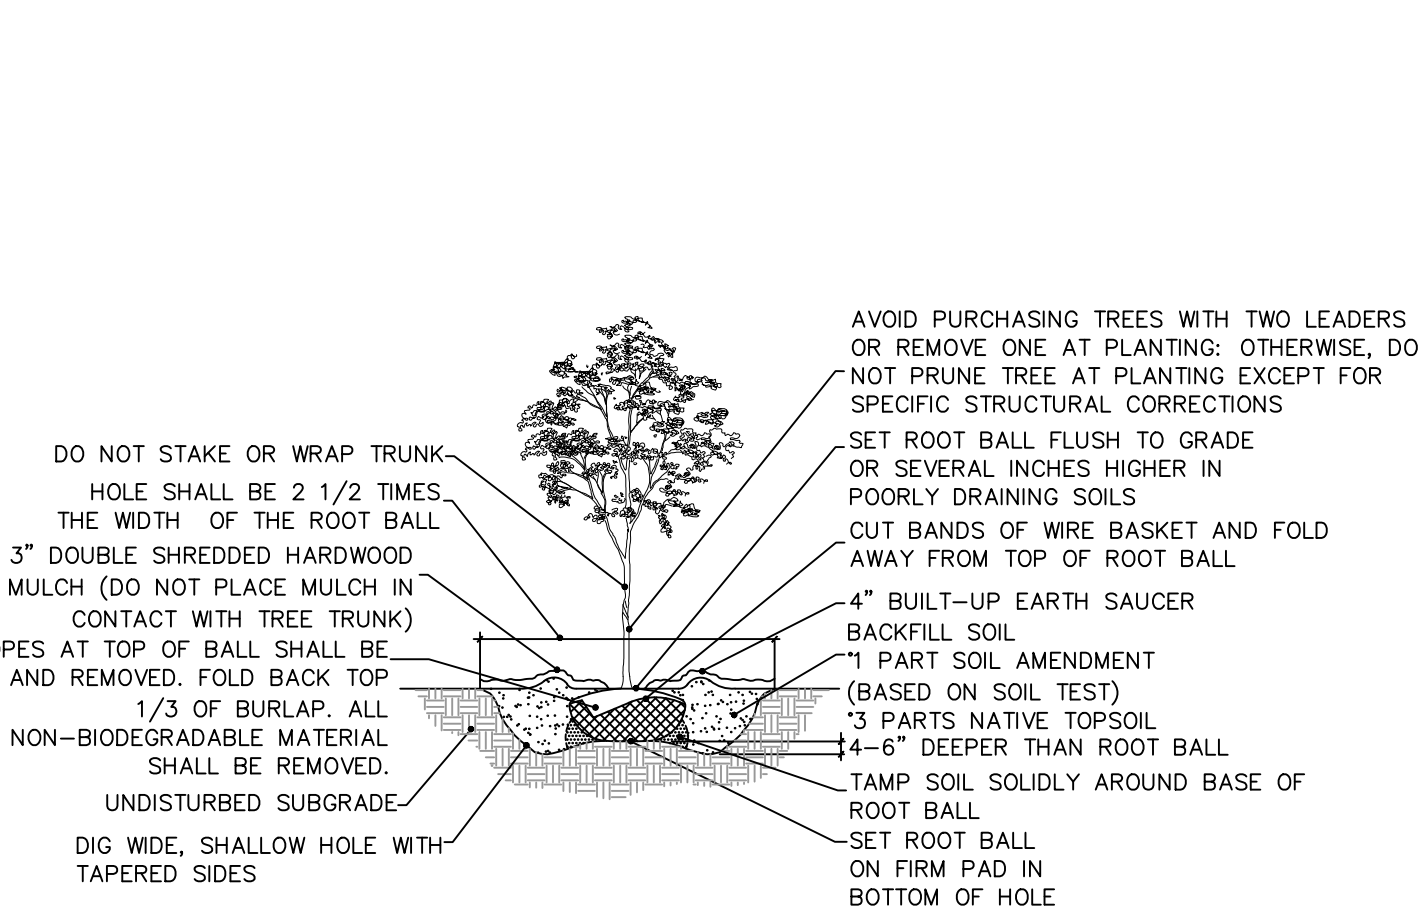 DO NOT STAKE OR WRAP TRUNK
HOLE SHALL BE 2 1/2 TIMES
THE WIDTH OF THE ROOT BALL
3” DOUBLE SHREDDED HARDWOOD
MULCH (DO NOT PLACE MULCH IN
CONTACT WITH TREE TRUNK)
AT TOP OF BALL SHALL BE
AND REMOVED. FOLD BACK TOP
1/3 OF BURLAP. ALL
NON–BIODEGRADABLE MATERIAL
SHALL BE REMOVED.
UNDISTURBED SUBGRADE
DIG WIDE, SHALLOW HOLE WITH
TAPERED SIDES
AVOID PURCHASING TREES WITH TWO LEADERS
OR REMOVE ONE AT PLANTING: OTHERWISE, DO
NOT PRUNE TREE AT PLANTING EXCEPT FOR
SPECIFIC STRUCTURAL CORRECTIONS
SET ROOT BALL FLUSH TO GRADE
OR SEVERAL INCHES HIGHER IN
POORLY DRAINING SOILS
CUT BANDS OF WIRE BASKET AND FOLD
AWAY FROM TOP OF ROOT BALL
4” BUILT–UP EARTH SAUCER
BACKFILL SOIL
°1 PART SOIL AMENDMENT
(BASED ON SOIL TEST)
°3 PARTS NATIVE TOPSOIL
4–6” DEEPER THAN ROOT BALL
TAMP SOIL SOLIDLY AROUND BASE OF
ROOT BALL
SET ROOT BALL
ON FIRM PAD IN
BOTTOM OF HOLE